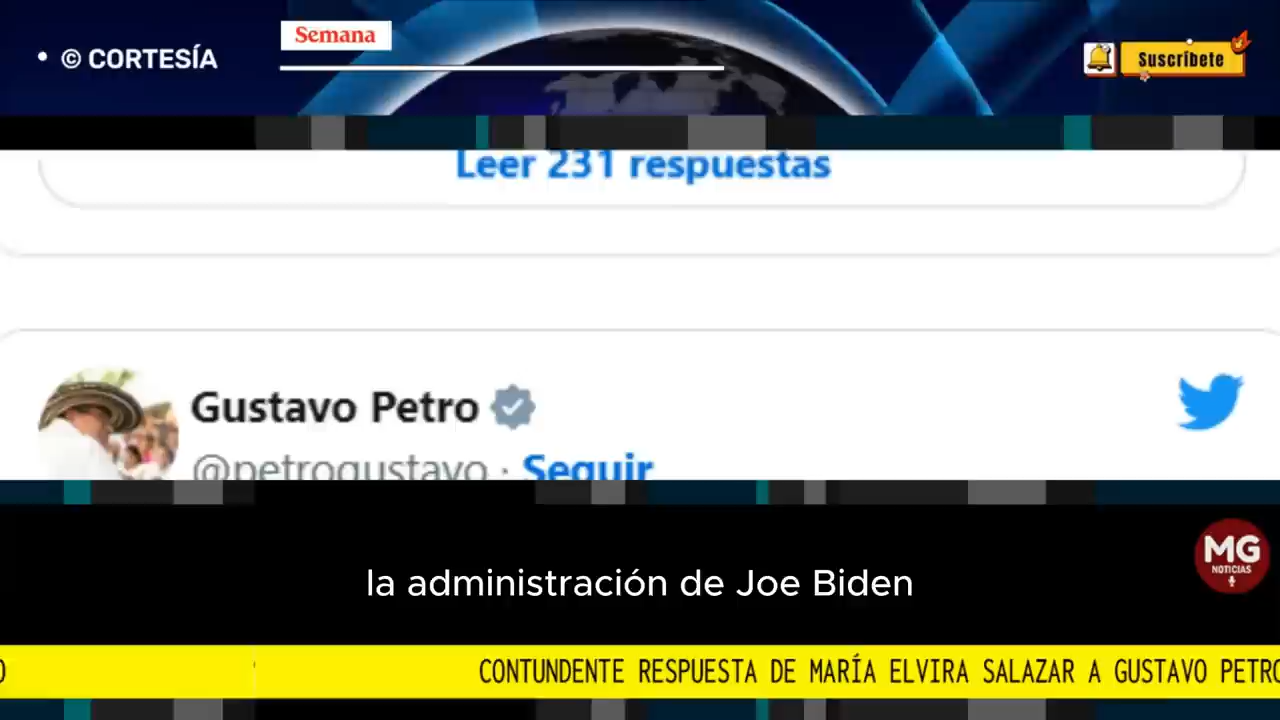 • © CORTESÍA
Semana
Suscríbete
Leer 231 respuestas
Gustavo Petro
@petrogustavo · Seguir
MG
NOTICIAS
la administración de Joe Biden
O
CONTUNDENTE RESPUESTA DE MARÍA ELVIRA SALAZAR A GUSTAVO PETRO